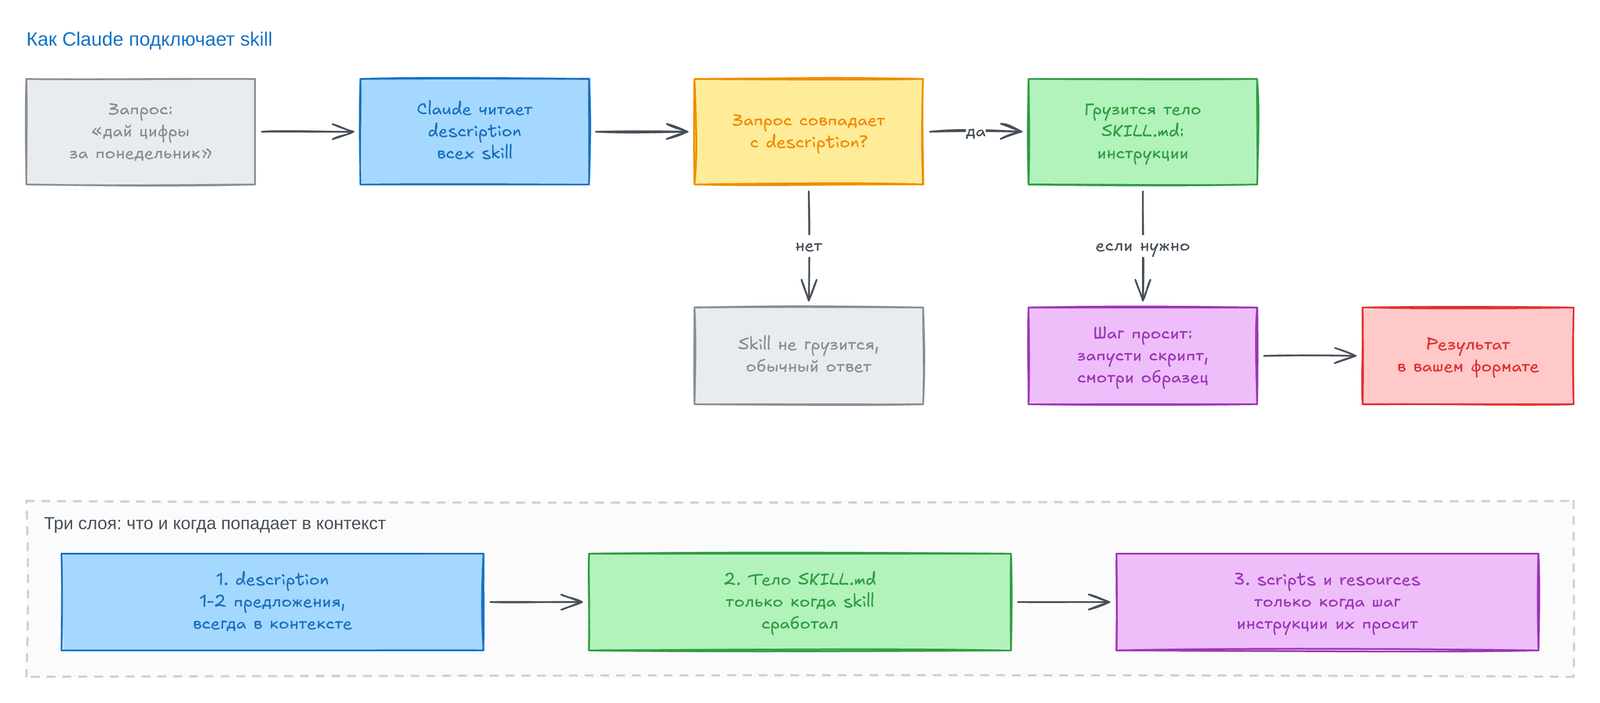 Как Claude подключает skill
Запрос:
«дай цифры
за понедельник»
Claude читает
description
всех skill
Запрос совпадает
с description?
да
Грузится тело
SKILL.md:
инструкции
нет
если нужно
Skill не грузится,
обычный ответ
Шаг просит:
запусти скрипт,
смотри образец
Результат
в вашем формате
Три слоя: что и когда попадает в контекст
1. description
1-2 предложения,
всегда в контексте
2. Тело SKILL.md
только когда skill
сработал
3. scripts и resources
только когда шаг
инструкции их просит